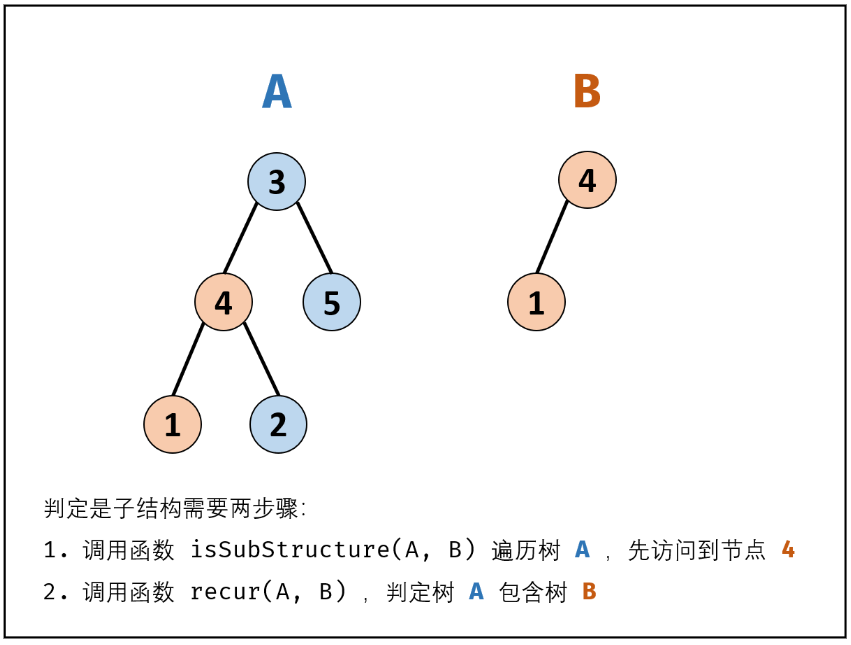 A B
3 4
4 5 1
1 2
判定是子结构需要两步骤：
1. 调用函数 isSubStructure(A, B) 遍历树 A ，先访问到节点 4
2. 调用函数 recur(A, B) ，判定树 A 包含树 B